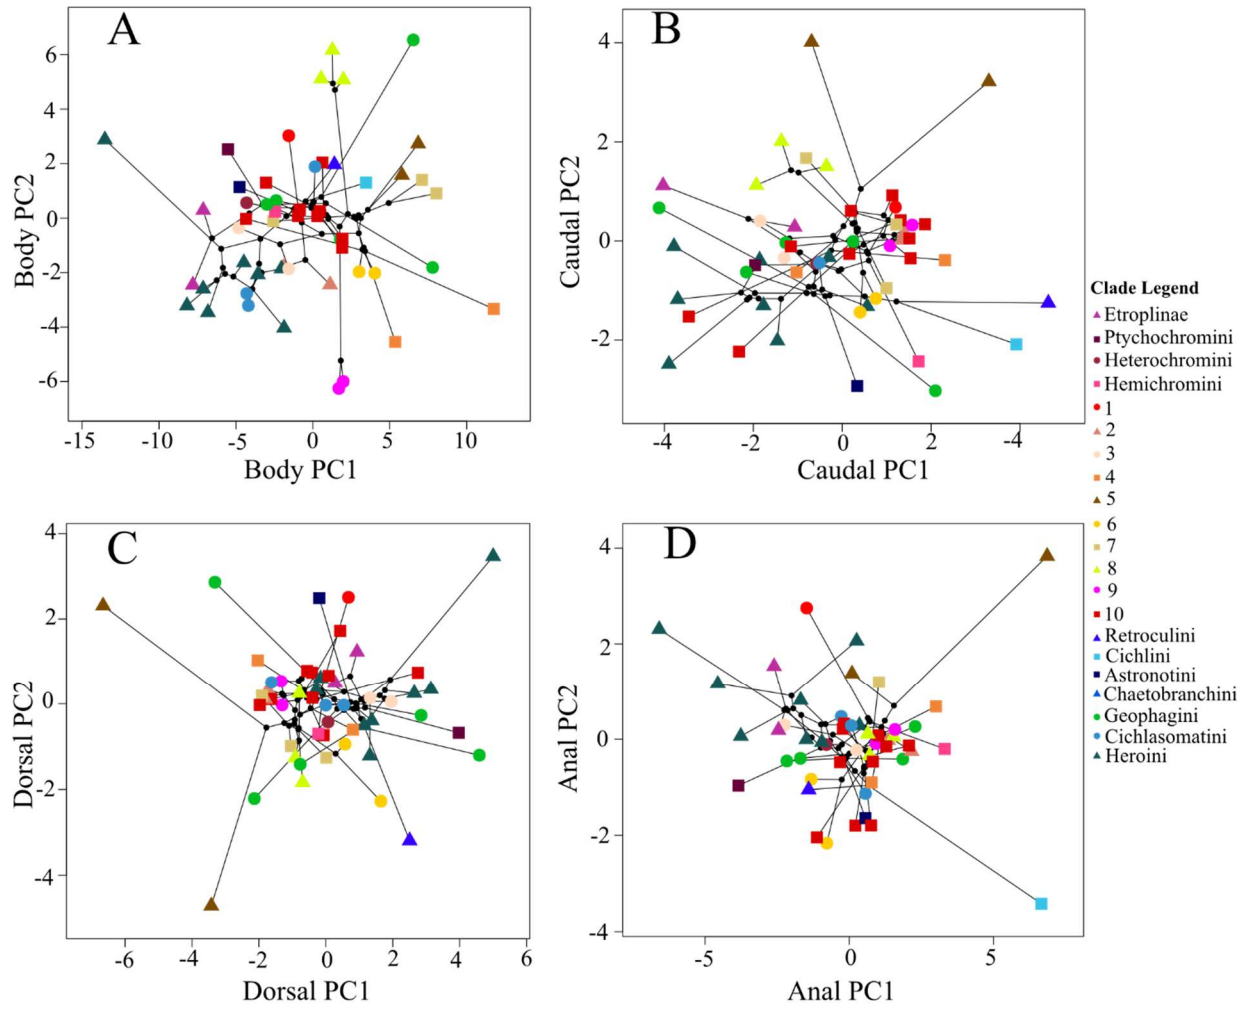 A
6
4
2
0
-2
-4
-6
Body PC2
-15
-10
-5
0
5
10
Body PC1
B
4
2
0
-2
Caudal PC2
-4
-2
0
2
-4
Caudal PC1
C
4
2
0
-2
-4
Dorsal PC2
-6
-4
-2
0
2
4
6
Dorsal PC1
D
4
2
0
-2
-4
Anal PC2
-5
0
5
Anal PC1
Clade Legend
Etroplinae
Ptychochromini
Heterochromini
Hemichromini
1
2
3
4
5
6
7
8
9
10
Retroculini
Cichlini
Astronotini
Chaetobranchini
Geophagini
Cichlasomatini
Heroini